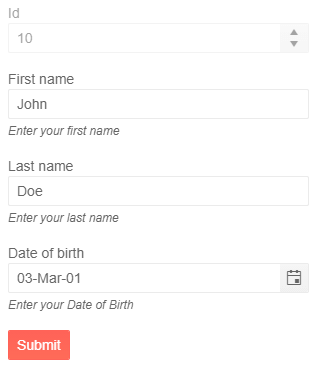 Id
10
First name
John
Enter your first name
Last name
Doe
Enter your last name
Date of birth
03-Mar-01
Enter your Date of Birth
Submit